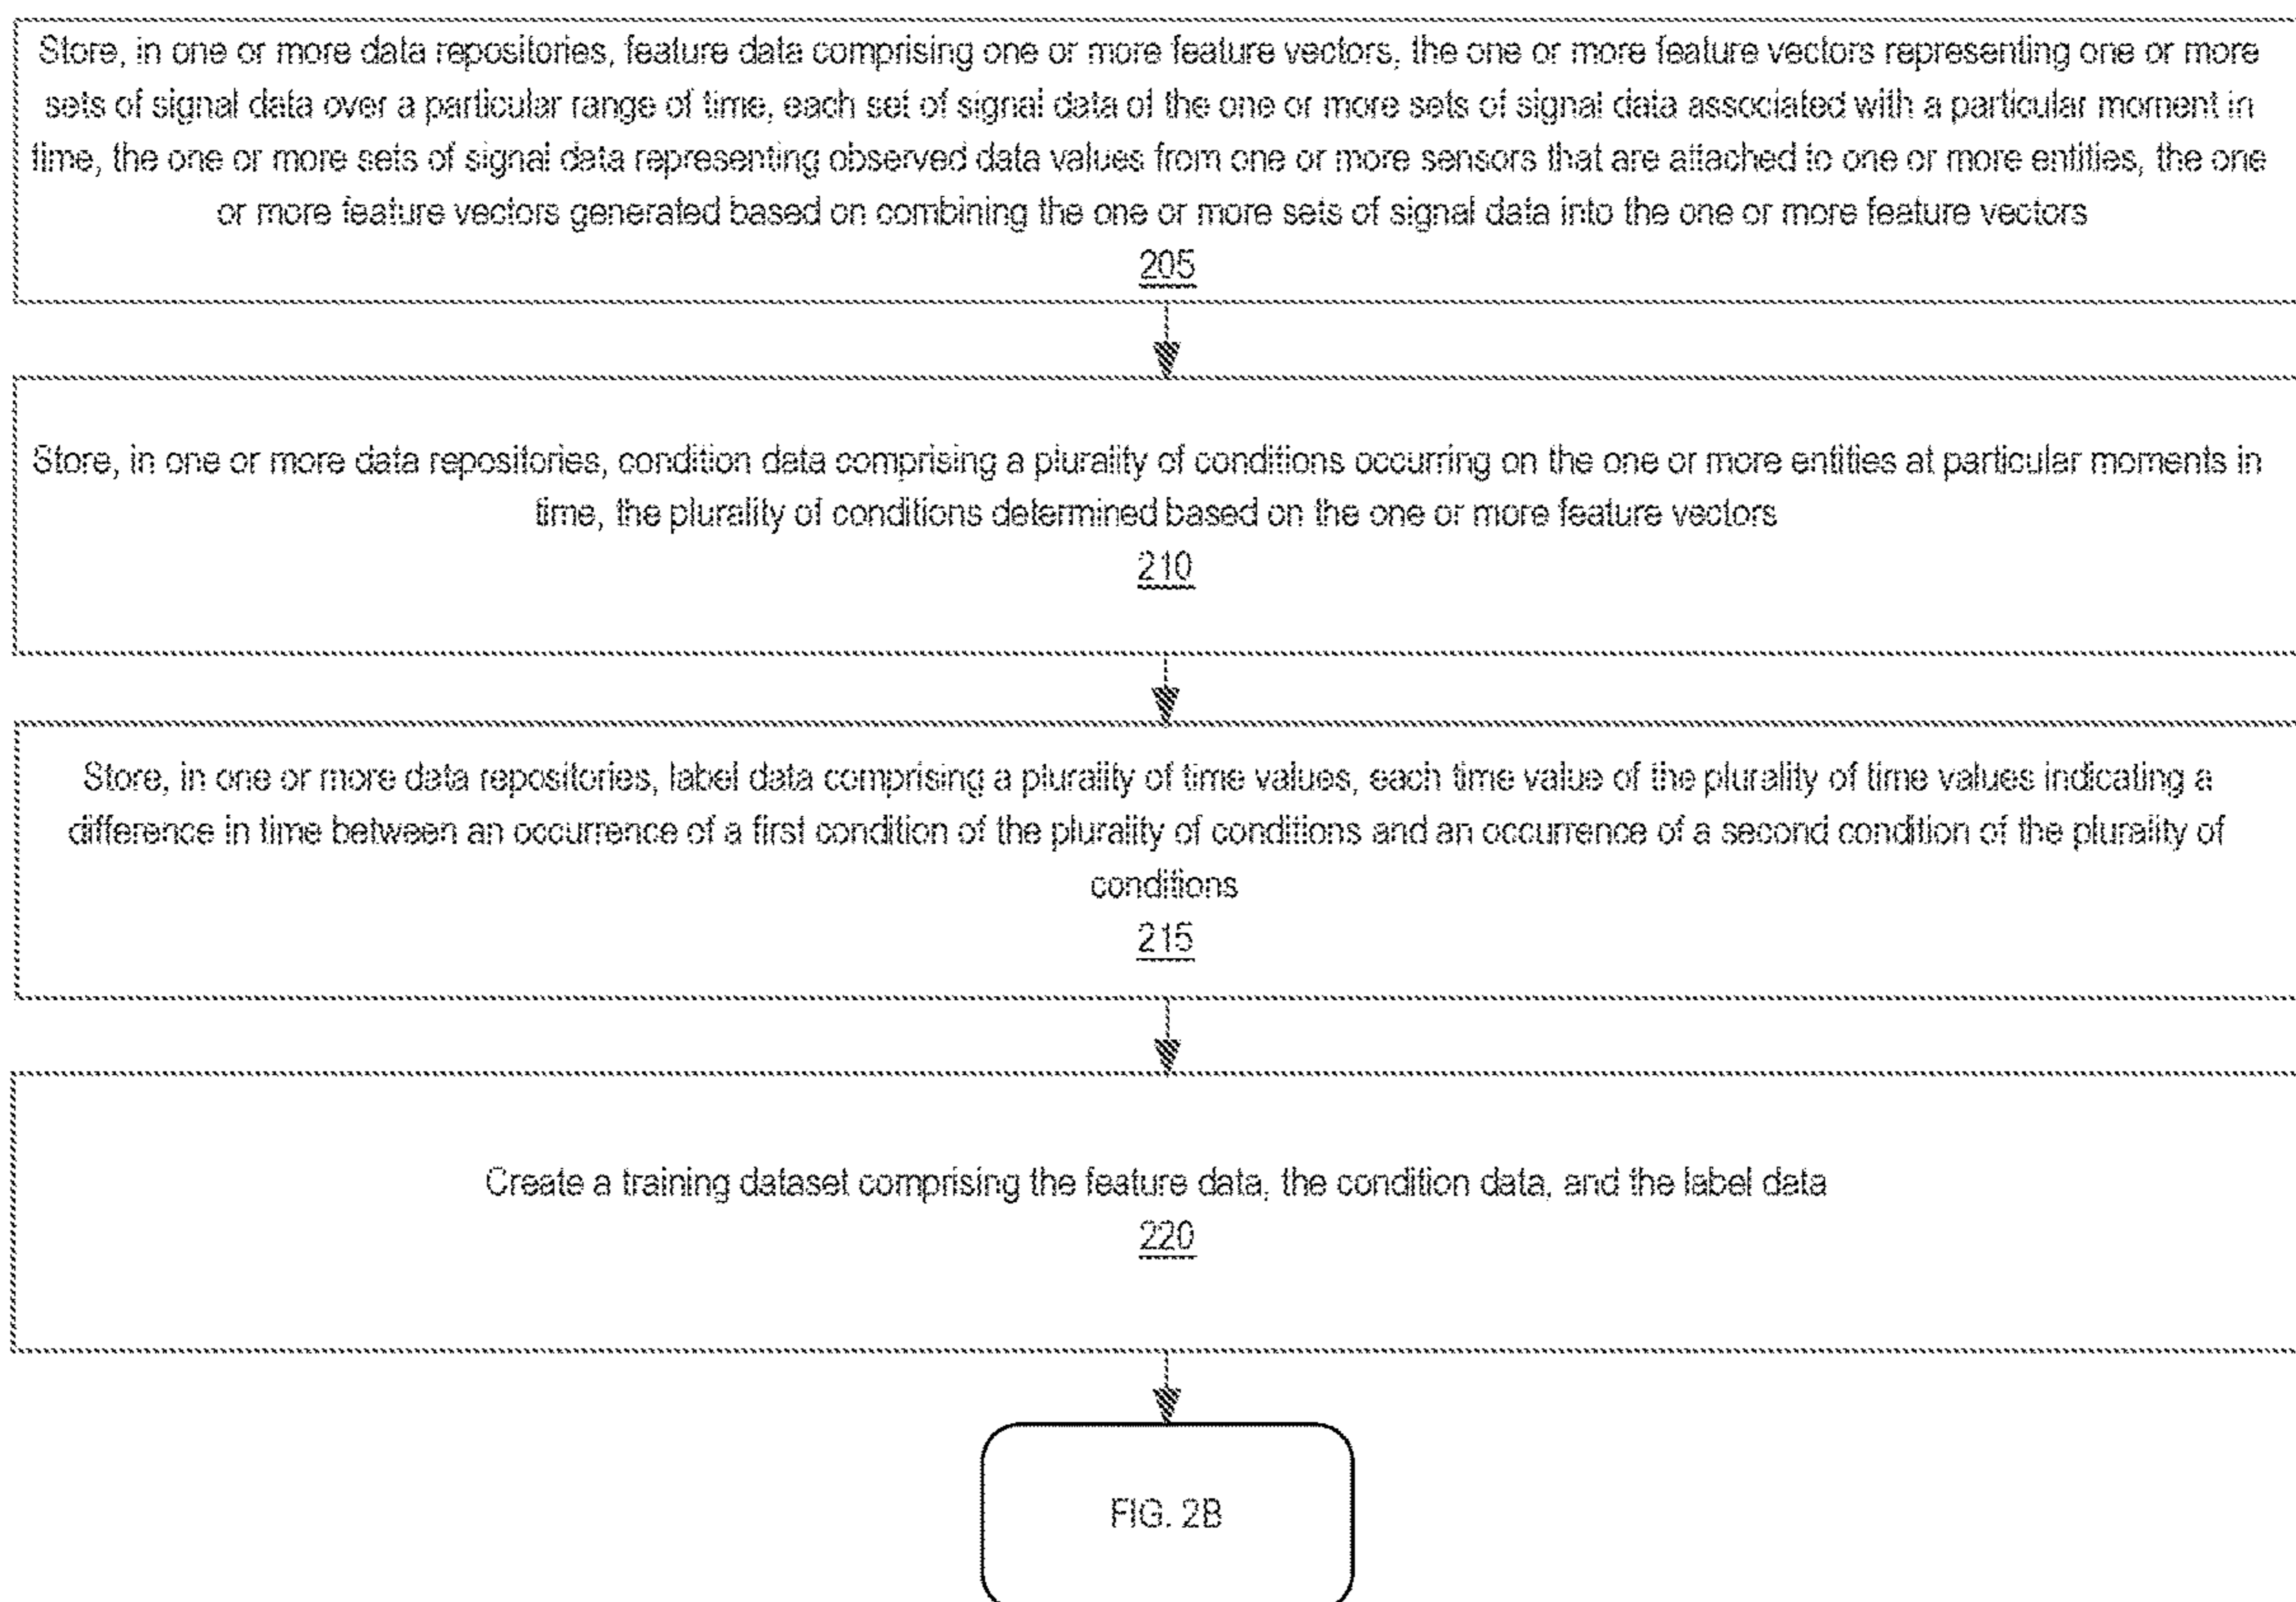 Store, in one or more data repositories, feature data comprising one or more feature vectors, the one or more feature vectors representing one or more
sets of signal data over a particular range of time, each set of signal data of the one or more sets of signal data associated with a particular moment in
time, the one or more sets of signal data representing observed data values from one or more sensors that are attached to one or more entities, the one
or more feature vectors generated based on combining the one or more sets of signal data into the one or more feature vectors
205
Store, in one or more data repositories, condition data comprising a plurality of conditions occurring on the one or more entities at particular moments in
time, the plurality of conditions determined based on the one or more feature vectors
210
Store, in one or more data repositories, label data comprising a plurality of time values, each time value of the plurality of time values indicating a
difference in time between an occurrence of a first condition of the plurality of conditions and an occurrence of a second condition of the plurality of
conditions
215
Create a training dataset comprising the feature data, the condition data, and the label data
220
FIG. 2B